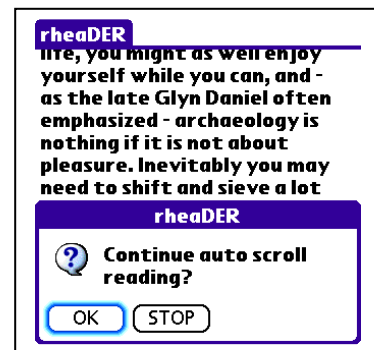 rheaDER
life, you might as well enjoy
yourself while you can, and -
as the late Glyn Daniel often
emphasized - archaeology is
nothing if it is not about
pleasure. Inevitably you may
need to shift and sieve a lot
rheaDER
Continue auto scroll
reading?
OK STOP